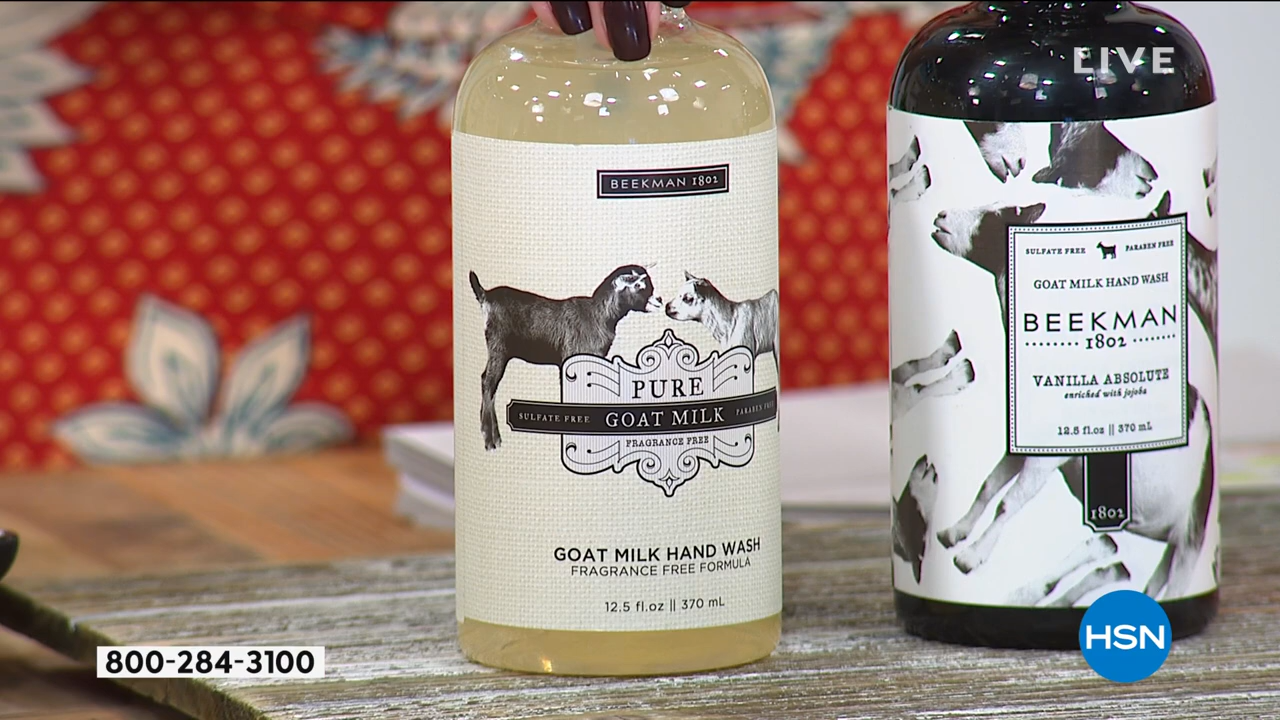 LIVE
BEEKMAN 1802
PURE
SULFATE FREE GOAT MILK PARABEN FREE
FRAGRANCE FREE
GOAT MILK HAND WASH
FRAGRANCE FREE FORMULA
12.5 fl.oz || 370 mL
SULFATE FREE PARABEN FREE
GOAT MILK HAND WASH
BEEKMAN
1802
VANILLA ABSOLUTE
enriched with jojoba
12.5 fl.oz || 370 mL
1802
800-284-3100
HSN